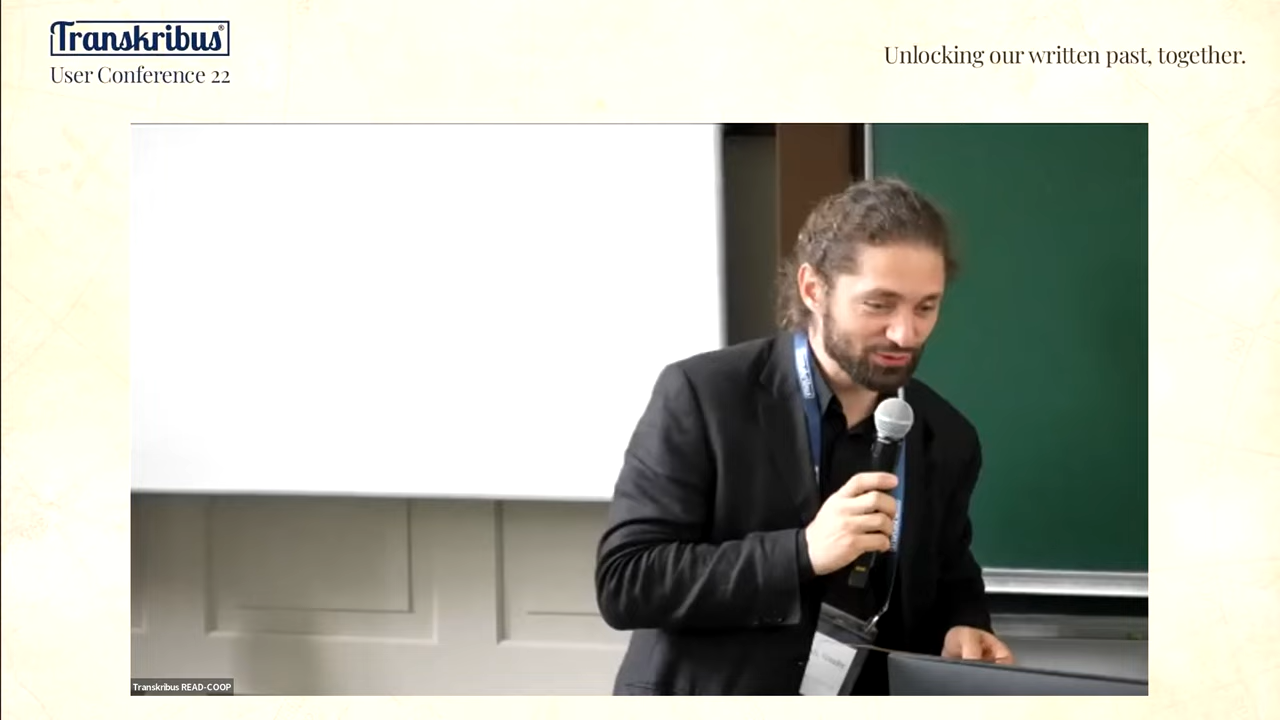 Transkribus®
User Conference 22
Unlocking our written past, together.
Transkribus READ-COOP